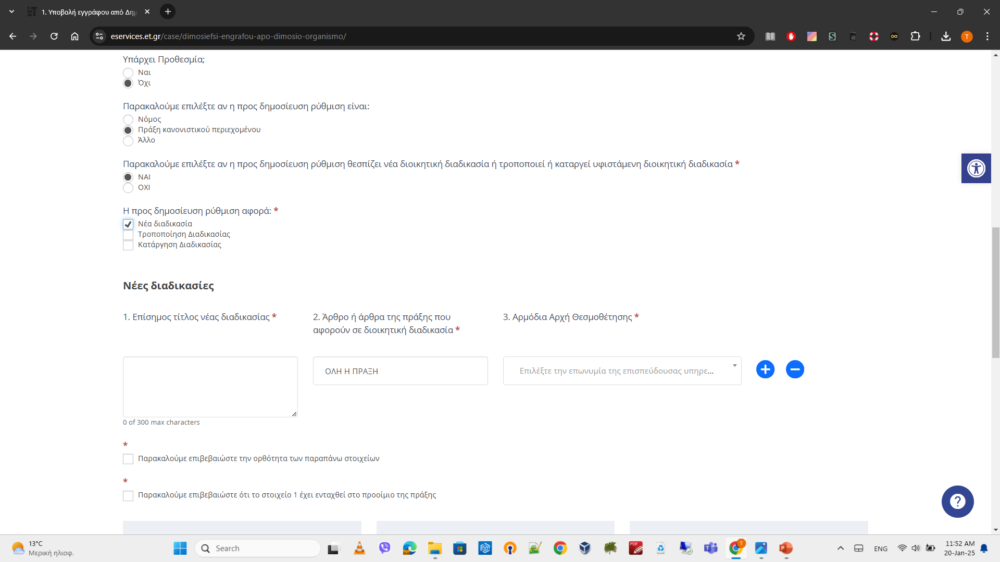 1. Υποβολή εγγράφου από Δημ
eservices.et.gr/case/dimosiefsi-engrafou-apo-dimosio-organismo/
T
Υπάρχει Προθεσμία;
Ναι
Όχι
Παρακαλούμε επιλέξτε αν η προς δημοσίευση ρύθμιση είναι:
Νόμος
Πράξη κανονιστικού περιεχομένου
Άλλο
Παρακαλούμε επιλέξτε αν η προς δημοσίευση ρύθμιση θεσπίζει νέα διοικητική διαδικασία ή τροποποιεί ή καταργεί υφιστάμενη διοικητική διαδικασία *
ΝΑΙ
ΟΧΙ
Η προς δημοσίευση ρύθμιση αφορά: *
Νέα διαδικασία
Τροποποίηση Διαδικασίας
Κατάργηση Διαδικασίας
Νέες διαδικασίες
1. Επίσημος τίτλος νέας διαδικασίας *
2. Άρθρο ή άρθρα της πράξης που
αφορούν σε διοικητική διαδικασία *
3. Αρμόδια Αρχή Θεσμοθέτησης *
ΟΛΗ Η ΠΡΑΞΗ
Επιλέξτε την επωνυμία της επισπεύδουσας υπηρε...
0 of 300 max characters
*
Παρακαλούμε επιβεβαιώστε την ορθότητα των παραπάνω στοιχείων
*
Παρακαλούμε επιβεβαιώστε ότι το στοιχείο 1 έχει ενταχθεί στο προοίμιο της πράξης
13°C
Μερική ηλιοφ.
Search
ENG
11:52 AM
20-Jan-25